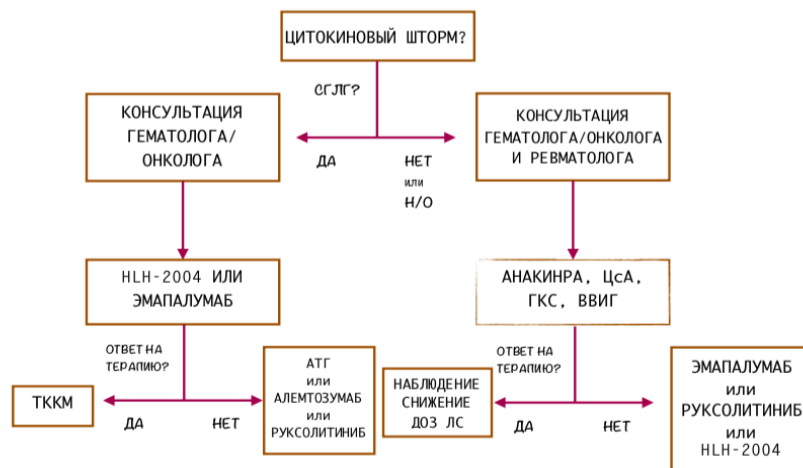 ЦИТОКИНОВЫЙ ШТОРМ?
СГЛГ?
КОНСУЛЬТАЦИЯ
ГЕМАТОЛОГА/
ОНКОЛОГА
ДА
НЕТ
или
Н/О
КОНСУЛЬТАЦИЯ
ГЕМАТОЛОГА/ОНКОЛОГА
И РЕВМАТОЛОГА
HLH-2004 ИЛИ
ЭМАПАЛУМАБ
АНАКИНРА, ЦсА,
ГКС, ВВИГ
ОТВЕТ НА
ТЕРАПИЮ?
ТККМ
ДА
НЕТ
АТГ
или
АЛЕМТОЗУМАБ
или
РУКСОЛИТИНИБ
ОТВЕТ НА
ТЕРАПИЮ?
НАБЛЮДЕНИЕ
СНИЖЕНИЕ
ДОЗ ЛС
ДА
НЕТ
ЭМАПАЛУМАБ
или
РУКСОЛИТИНИБ
или
HLH-2004